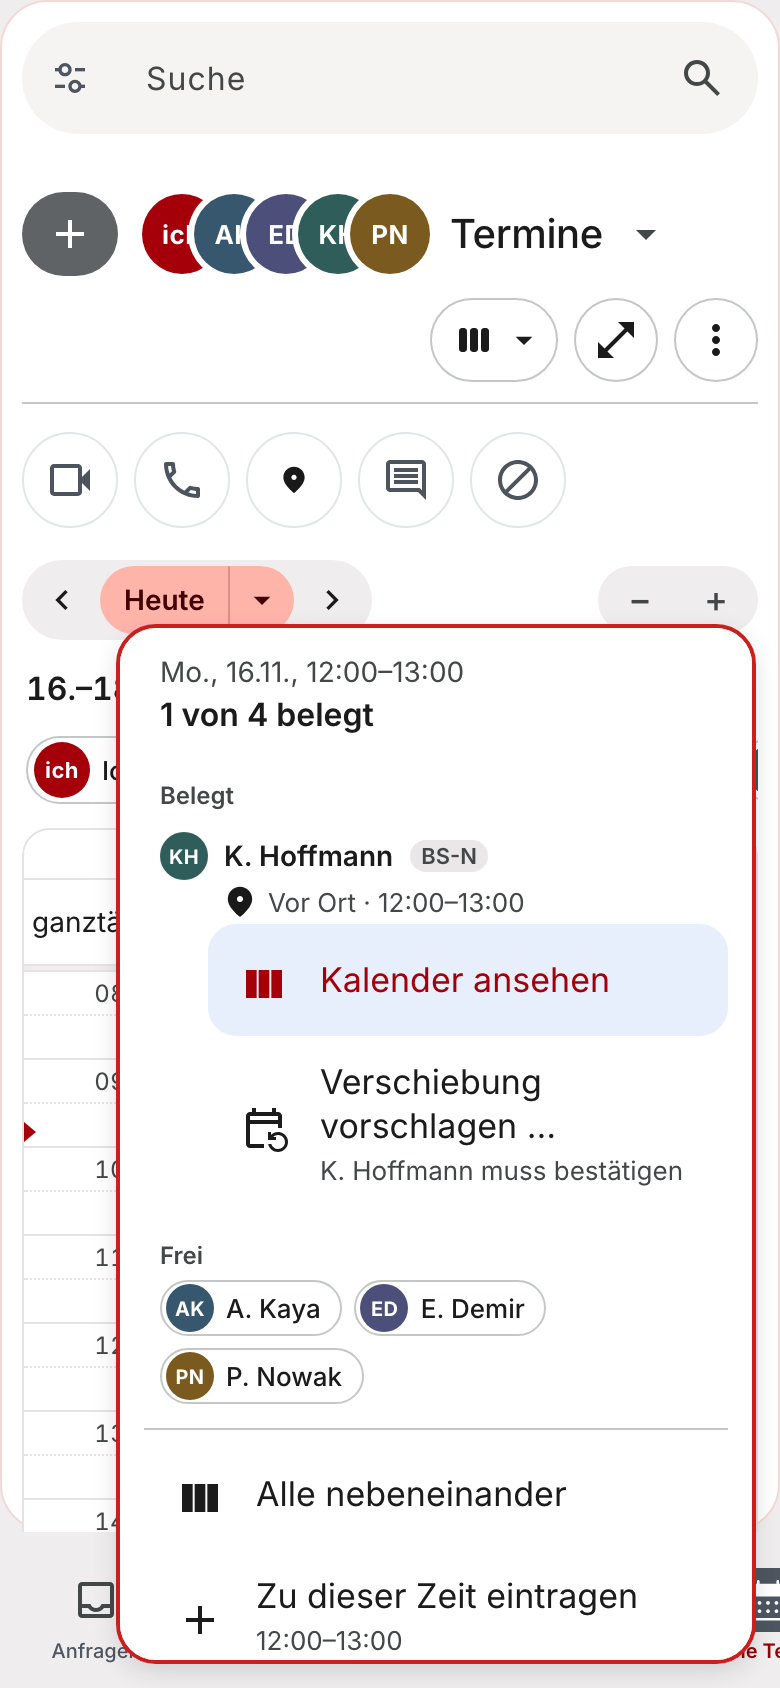 Suche
ich AK ED KH PN Termine
Heute
16.–18
Mo., 16.11., 12:00–13:00
1 von 4 belegt
ich
Belegt
KH K. Hoffmann BS-N
Vor Ort · 12:00–13:00
ganztä
Kalender ansehen
08
09
Verschiebung
vorschlagen ...
K. Hoffmann muss bestätigen
10
11
Frei
AK A. Kaya ED E. Demir
12
PN P. Nowak
13
Alle nebeneinander
14
Zu dieser Zeit eintragen
12:00–13:00
Anfrage